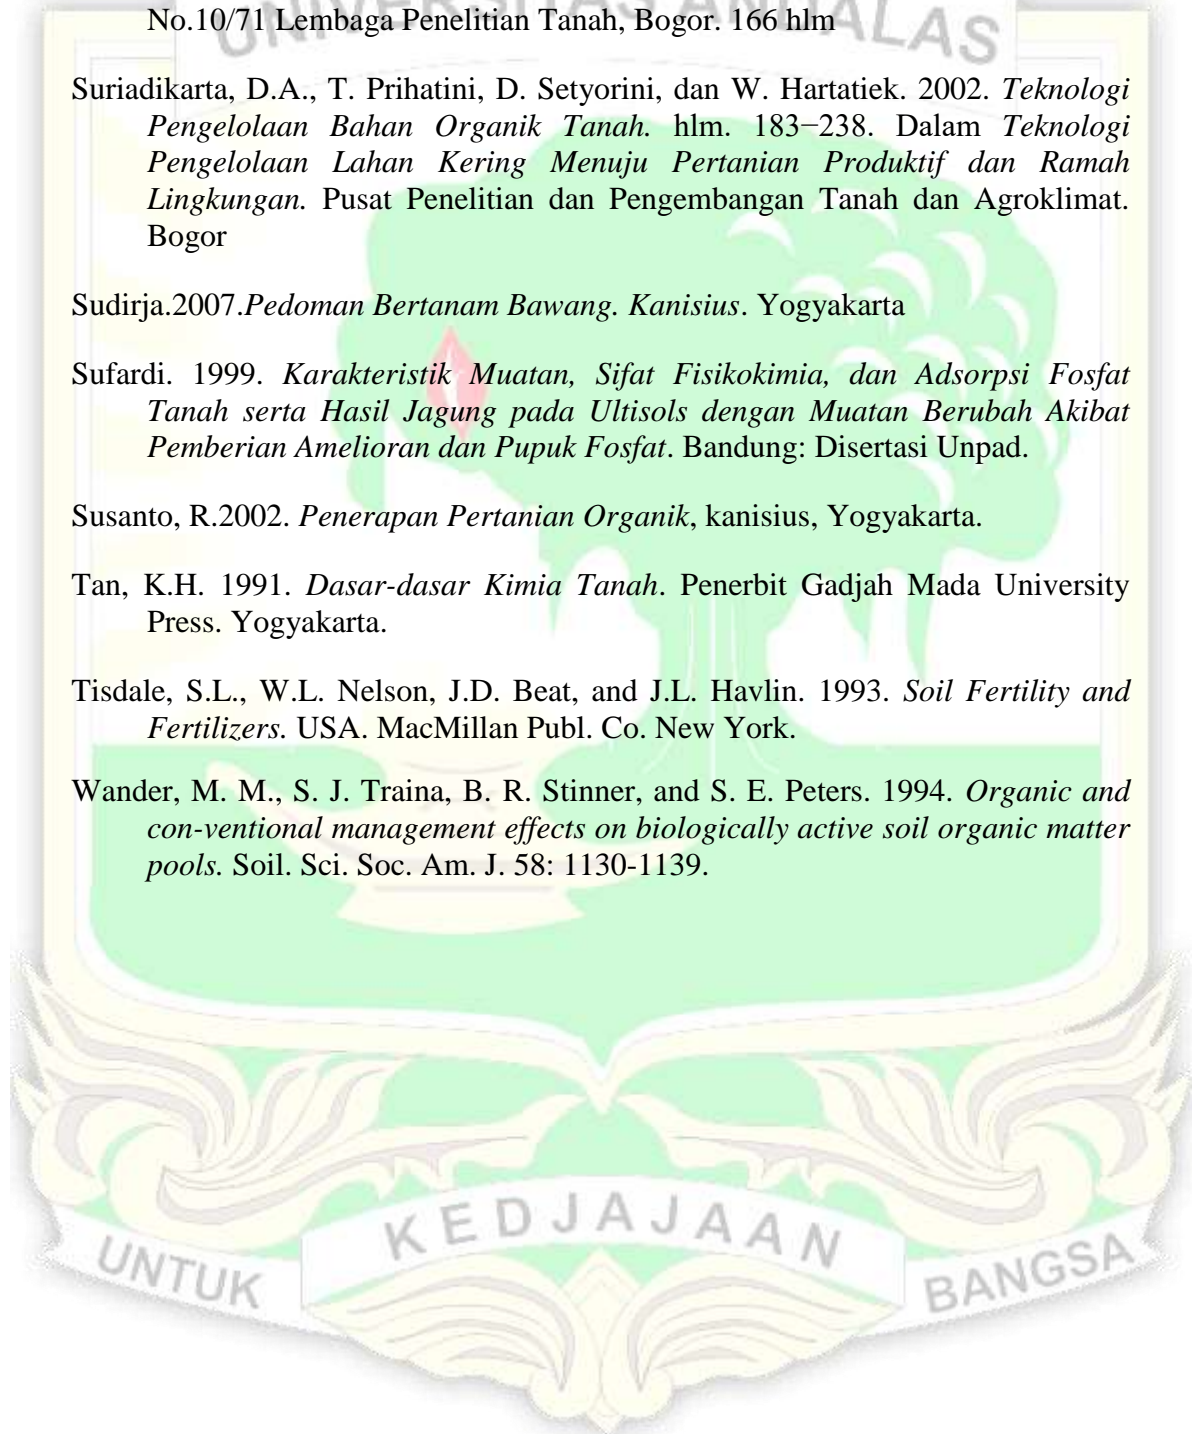 UNIVERSITAS ANDALAS
No.10/71 Lembaga Penelitian Tanah, Bogor. 166 hlm
Suriadikarta, D.A., T. Prihatini, D. Setyorini, dan W. Hartatiek. 2002. Teknologi
Pengelolaan Bahan Organik Tanah. hlm. 183−238. Dalam Teknologi
Pengelolaan Lahan Kering Menuju Pertanian Produktif dan Ramah
Lingkungan. Pusat Penelitian dan Pengembangan Tanah dan Agroklimat.
Bogor
Sudirja.2007.Pedoman Bertanam Bawang. Kanisius. Yogyakarta
Sufardi. 1999. Karakteristik Muatan, Sifat Fisikokimia, dan Adsorpsi Fosfat
Tanah serta Hasil Jagung pada Ultisols dengan Muatan Berubah Akibat
Pemberian Amelioran dan Pupuk Fosfat. Bandung: Disertasi Unpad.
Susanto, R.2002. Penerapan Pertanian Organik, kanisius, Yogyakarta.
Tan, K.H. 1991. Dasar-dasar Kimia Tanah. Penerbit Gadjah Mada University
Press. Yogyakarta.
Tisdale, S.L., W.L. Nelson, J.D. Beat, and J.L. Havlin. 1993. Soil Fertility and
Fertilizers. USA. MacMillan Publ. Co. New York.
Wander, M. M., S. J. Traina, B. R. Stinner, and S. E. Peters. 1994. Organic and
con-ventional management effects on biologically active soil organic matter
pools. Soil. Sci. Soc. Am. J. 58: 1130-1139.
UNTUK KEDJAJAAN BANGSA